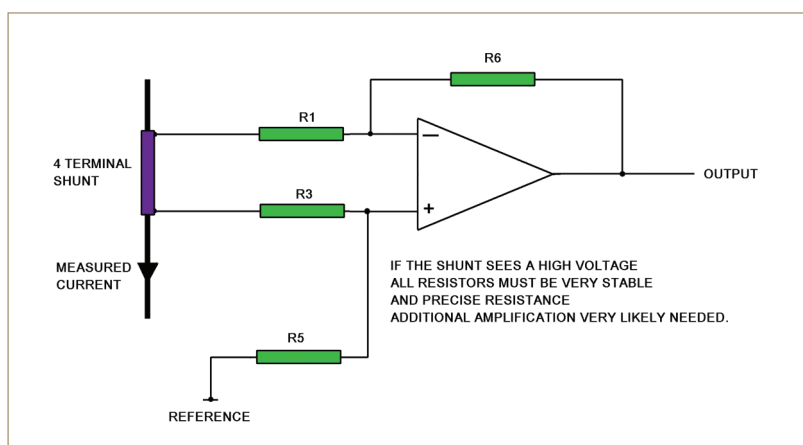 R6
R1
4 TERMINAL
SHUNT
R3
OUTPUT
MEASURED
CURRENT
IF THE SHUNT SEES A HIGH VOLTAGE
ALL RESISTORS MUST BE VERY STABLE
AND PRECISE RESISTANCE
ADDITIONAL AMPLIFICATION VERY LIKELY NEEDED.
R5
REFERENCE